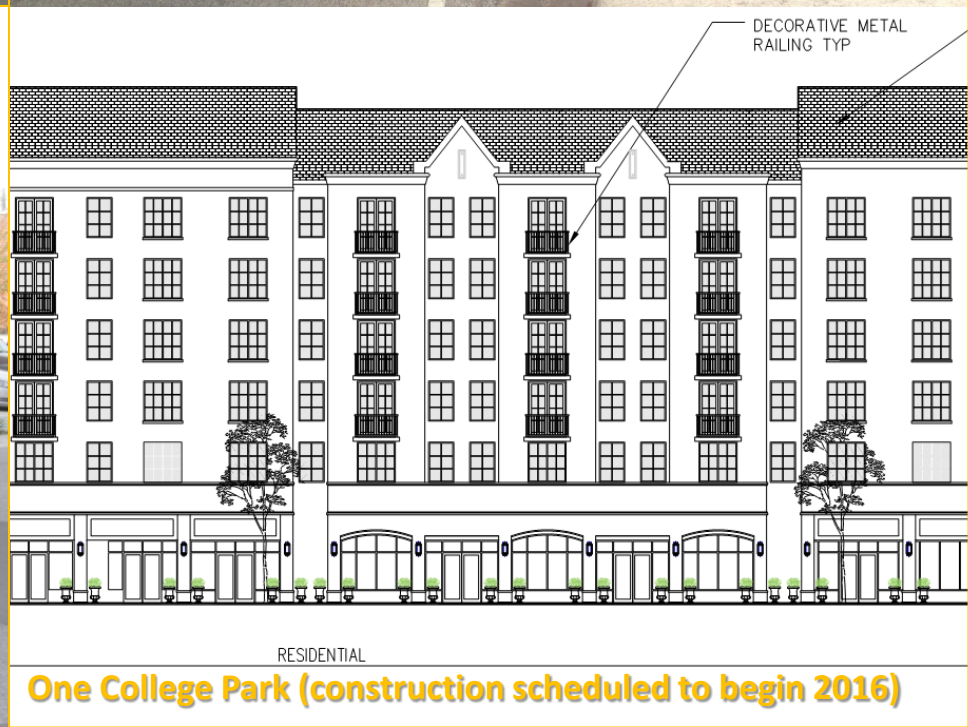 DECORATIVE METAL
RAILING TYP
RESIDENTIAL
One College Park (construction scheduled to begin 2016)